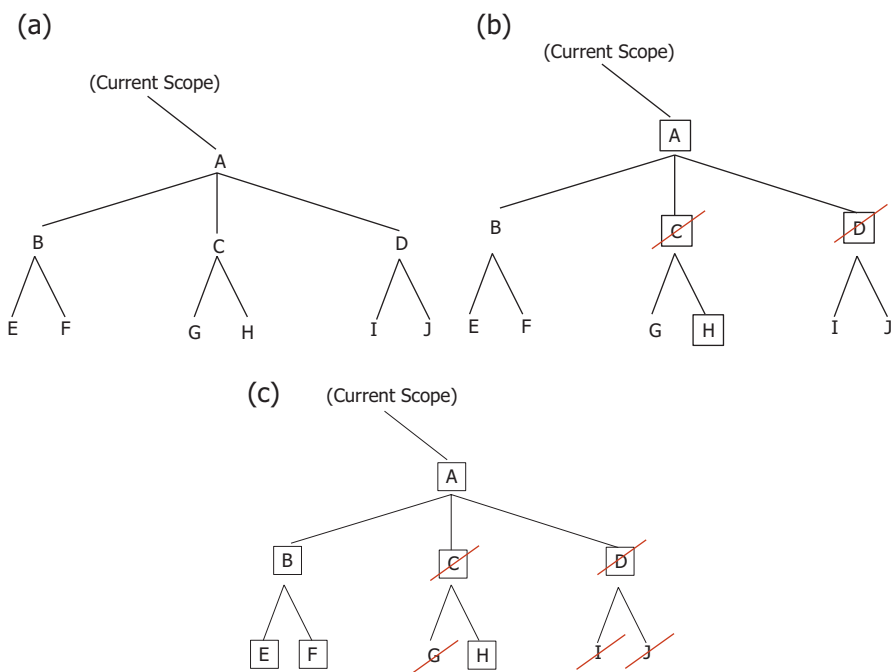 (a)
(Current Scope)
A
B C D
E F G H I J
(b)
(Current Scope)
A
B C D
E F G H I J
(c)
(Current Scope)
A
B C D
E F G H I J